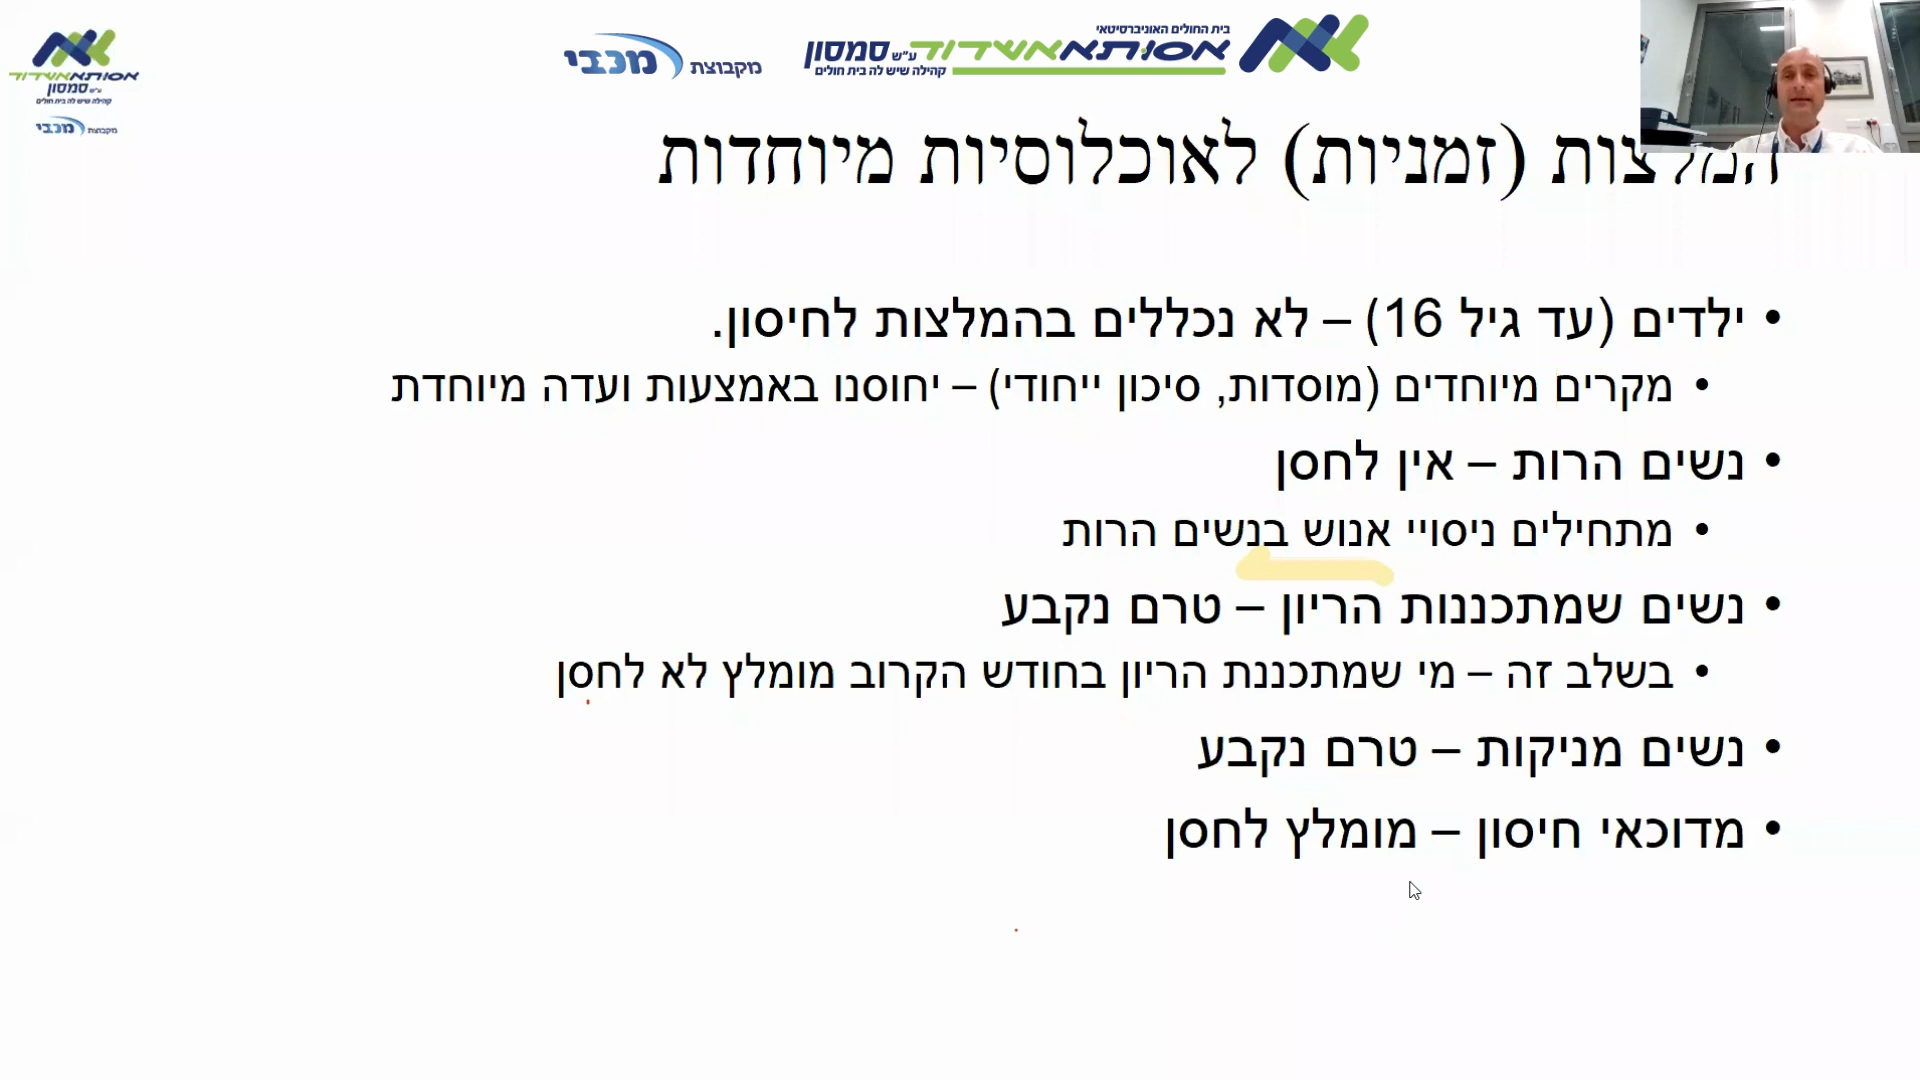 בית החולים האוניברסיטאי
אסותא אשדוד ע״ש סמסון
קהילה שיש לה בית חולים
מקבוצת מכבי
אסותא אשדוד
ע״ש סמסון
קהילה שיש לה בית חולים
מקבוצת מכבי
המלצות (זמניות) לאוכלוסיות מיוחדות
• ילדים (עד גיל 16) – לא נכללים בהמלצות לחיסון.
• מקרים מיוחדים (מוסדות, סיכון ייחודי) – יחוסנו באמצעות ועדה מיוחדת
• נשים הרות – אין לחסן
• מתחילים ניסויי אנוש בנשים הרות
• נשים שמתכננות הריון – טרם נקבע
• בשלב זה – מי שמתכננת הריון בחודש הקרוב מומלץ לא לחסן
• נשים מניקות – טרם נקבע
• מדוכאי חיסון – מומלץ לחסן